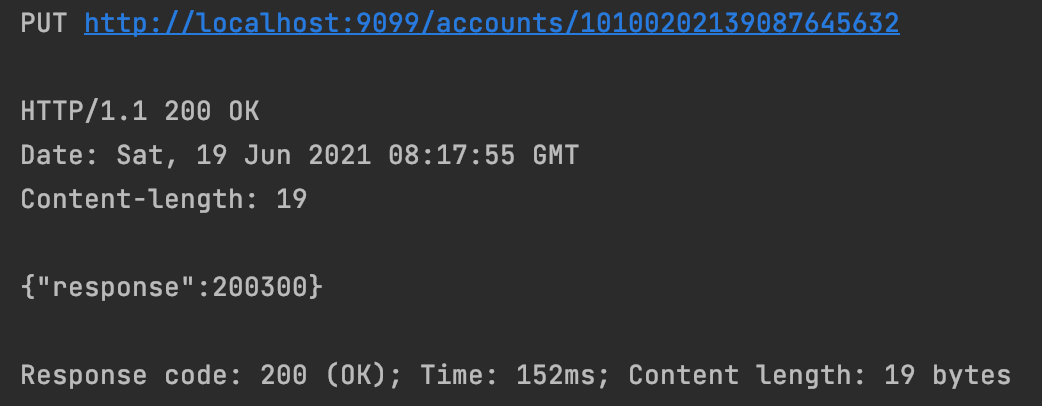 PUT http://localhost:9099/accounts/10100202139087645632
HTTP/1.1 200 OK
Date: Sat, 19 Jun 2021 08:17:55 GMT
Content-length: 19
{"response":200300}
Response code: 200 (OK); Time: 152ms; Content length: 19 bytes